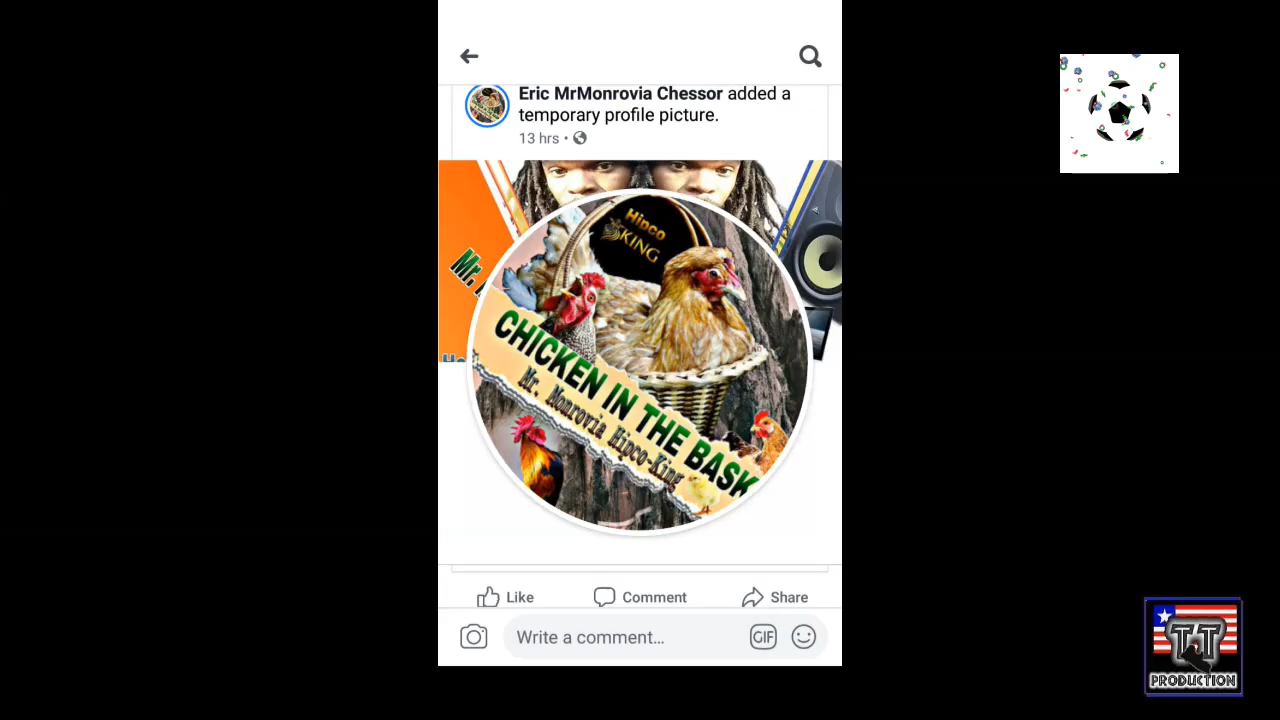 Eric MrMonrovia Chessor added a
temporary profile picture.
13 hrs
Mr.
Hipco
KING
CHICKEN IN THE BASK
Mr. Monrovia Hipco-King
Like Comment Share
Write a comment... GIF
TT
PRODUCTION